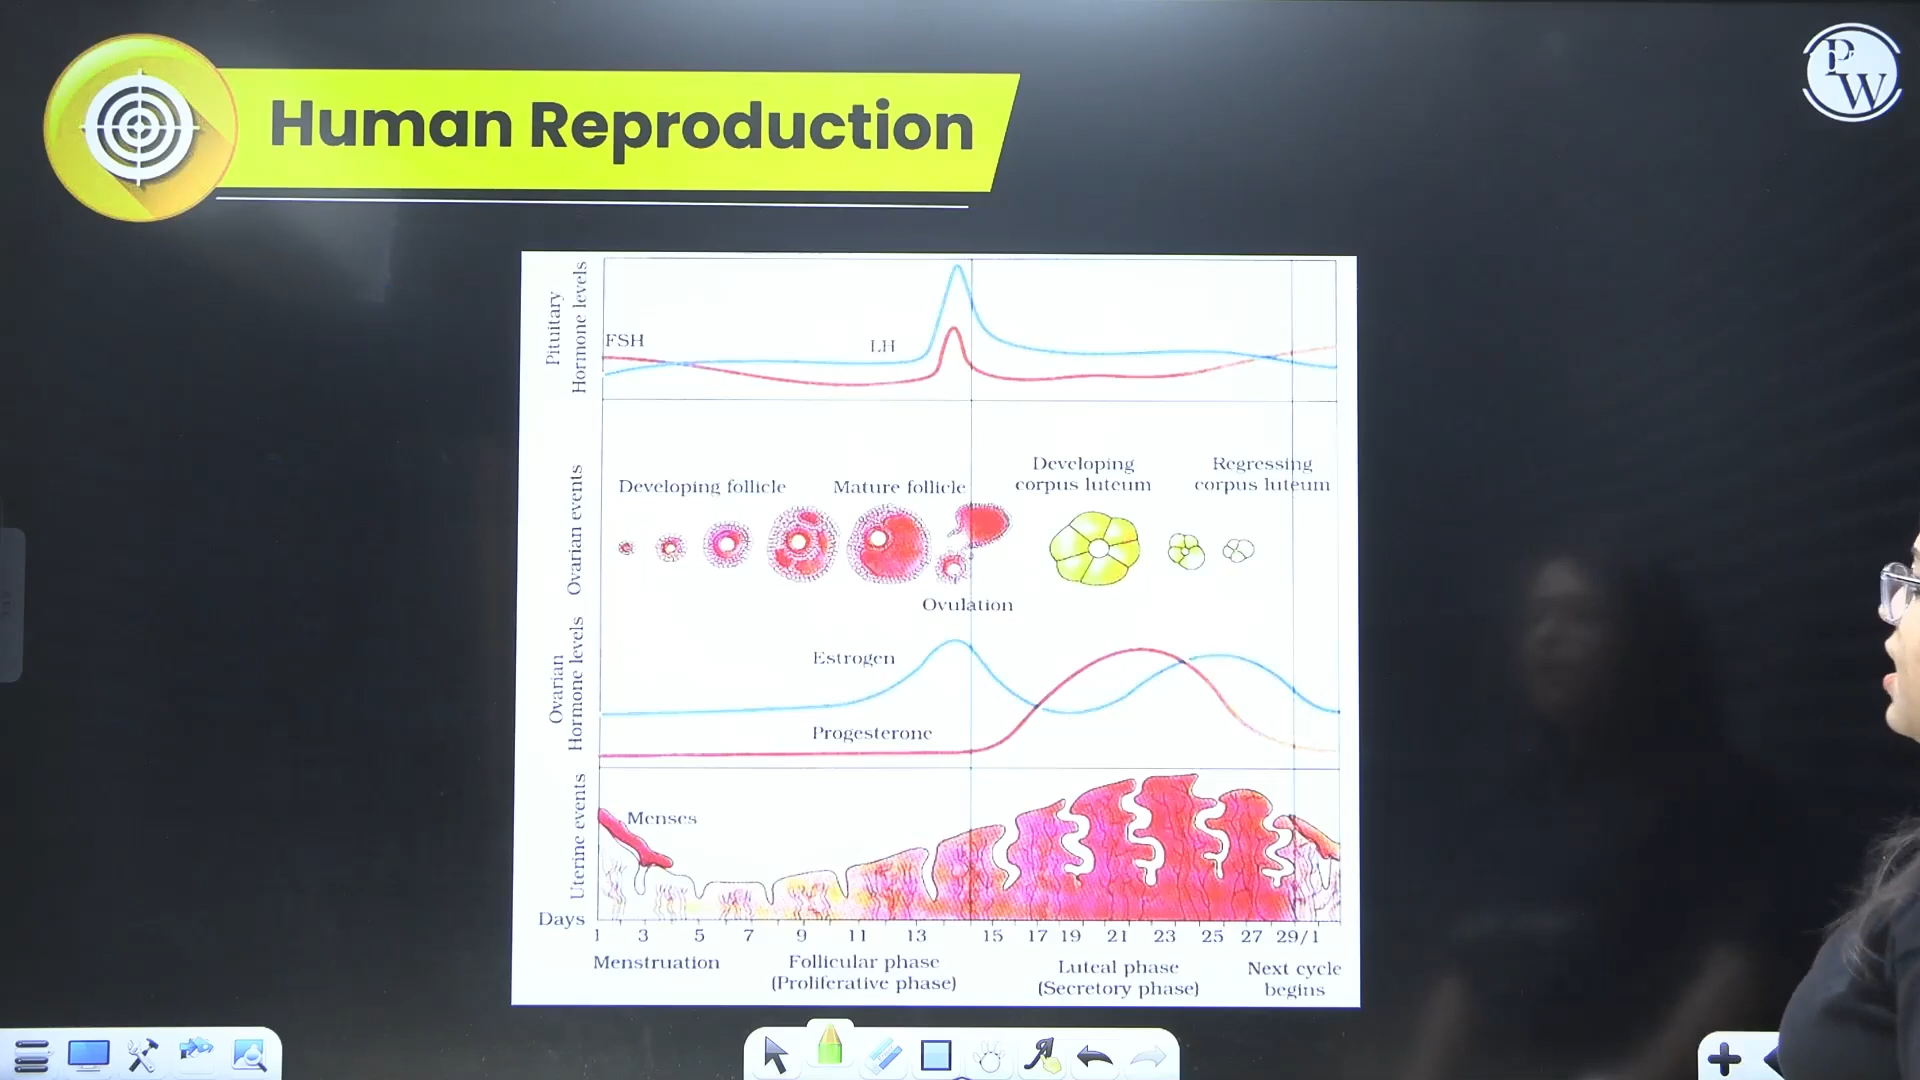 Human Reproduction
PW
Pituitary
Hormone levels
FSH
LH
Ovarian events
Developing follicle
Mature follicle
Developing
corpus luteum
Regressing
corpus luteum
Ovulation
Ovarian
Hormone levels
Estrogen
Progesterone
Uterine events
Menses
Days
1 3 5 7 9 11 13 15 17 19 21 23 25 27 29/1
Menstruation
Follicular phase
(Proliferative phase)
Luteal phase
(Secretory phase)
Next cycle
begins